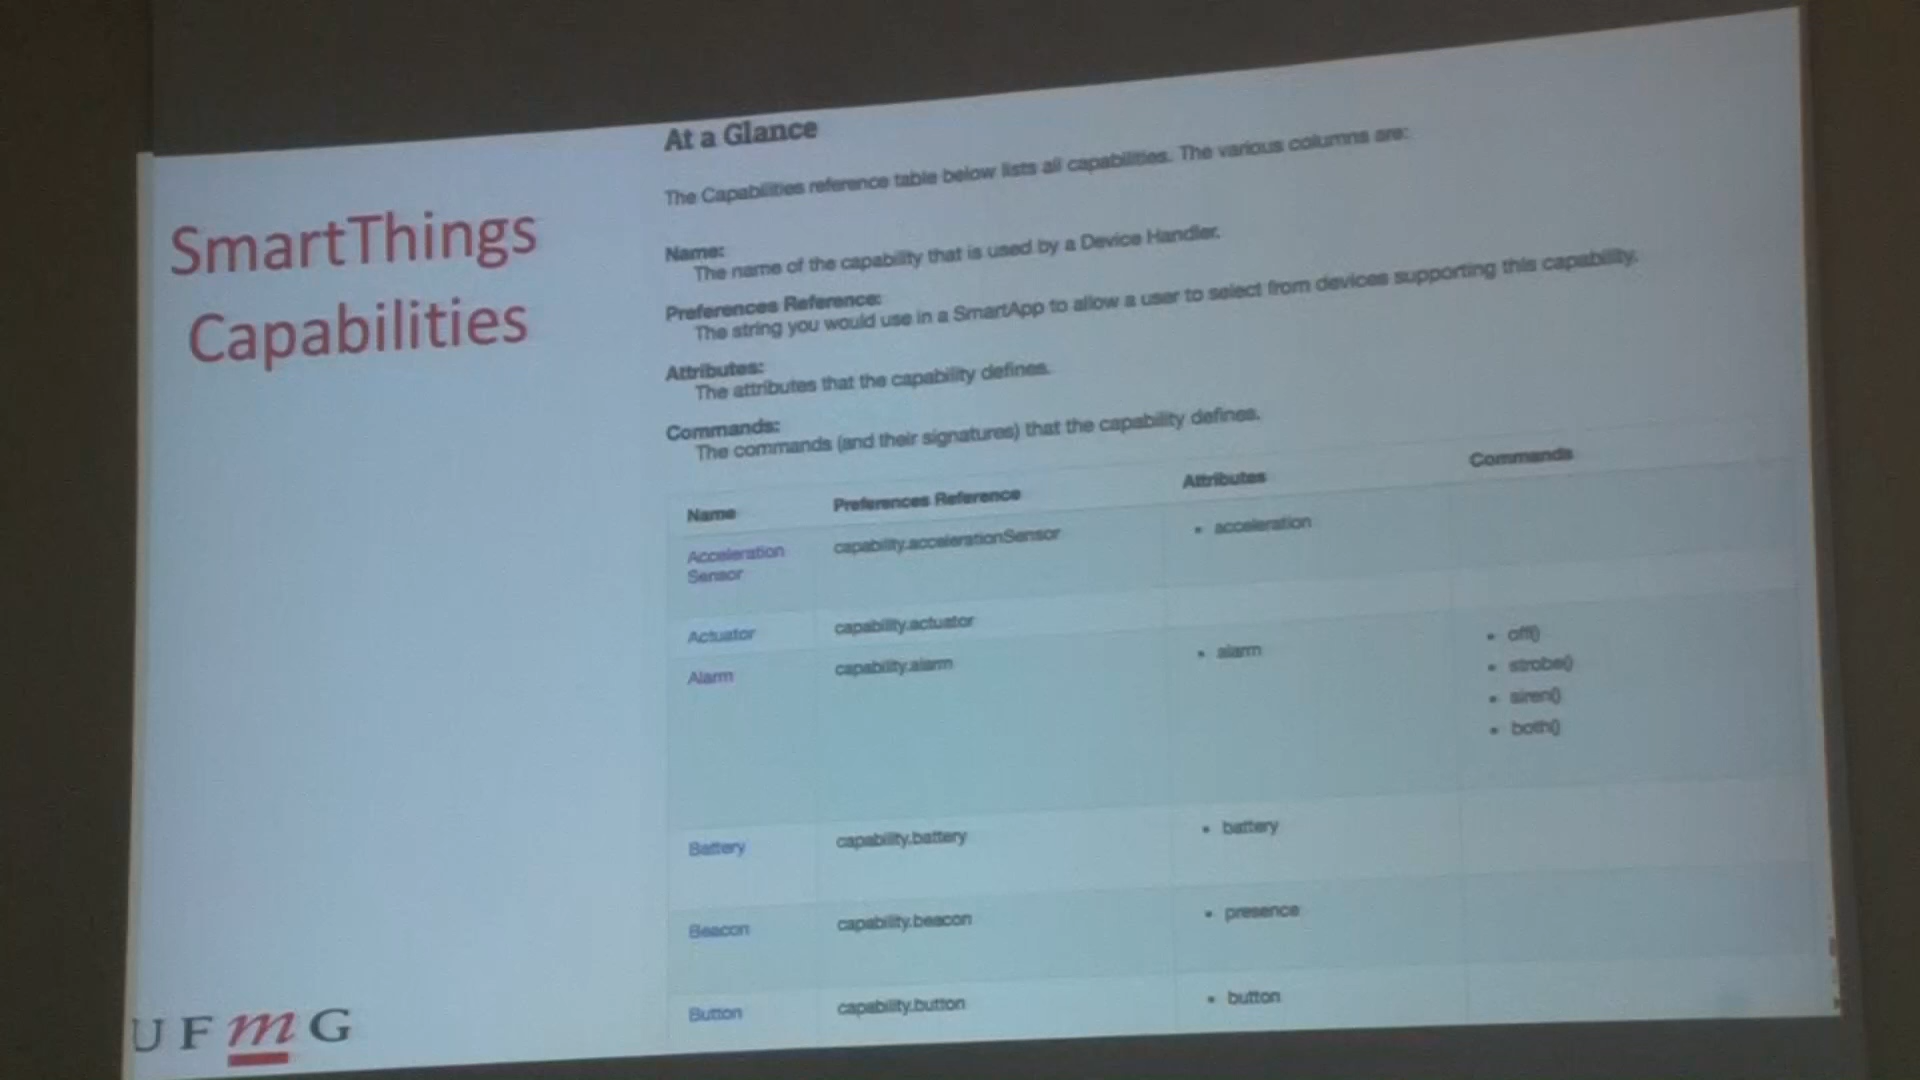 SmartThings
Capabilities
At a Glance
The Capabilities reference table below lists all capabilities. The various columns are:
Name:
The name of the capability that is used by a Device Handler.
Preferences Reference:
The string you would use in a SmartApp to allow a user to select from devices supporting this capability.
Attributes:
The attributes that the capability defines.
Commands:
The commands (and their signatures) that the capability defines.
Name Preferences Reference Attributes Commands
Acceleration capability.accelerationSensor • acceleration
Sensor
Actuator capability.actuator
Alarm capability.alarm • alarm • off()
• strobe()
• siren()
• both()
Battery capability.battery • battery
Beacon capability.beacon • presence
Button capability.button • button
UFmG